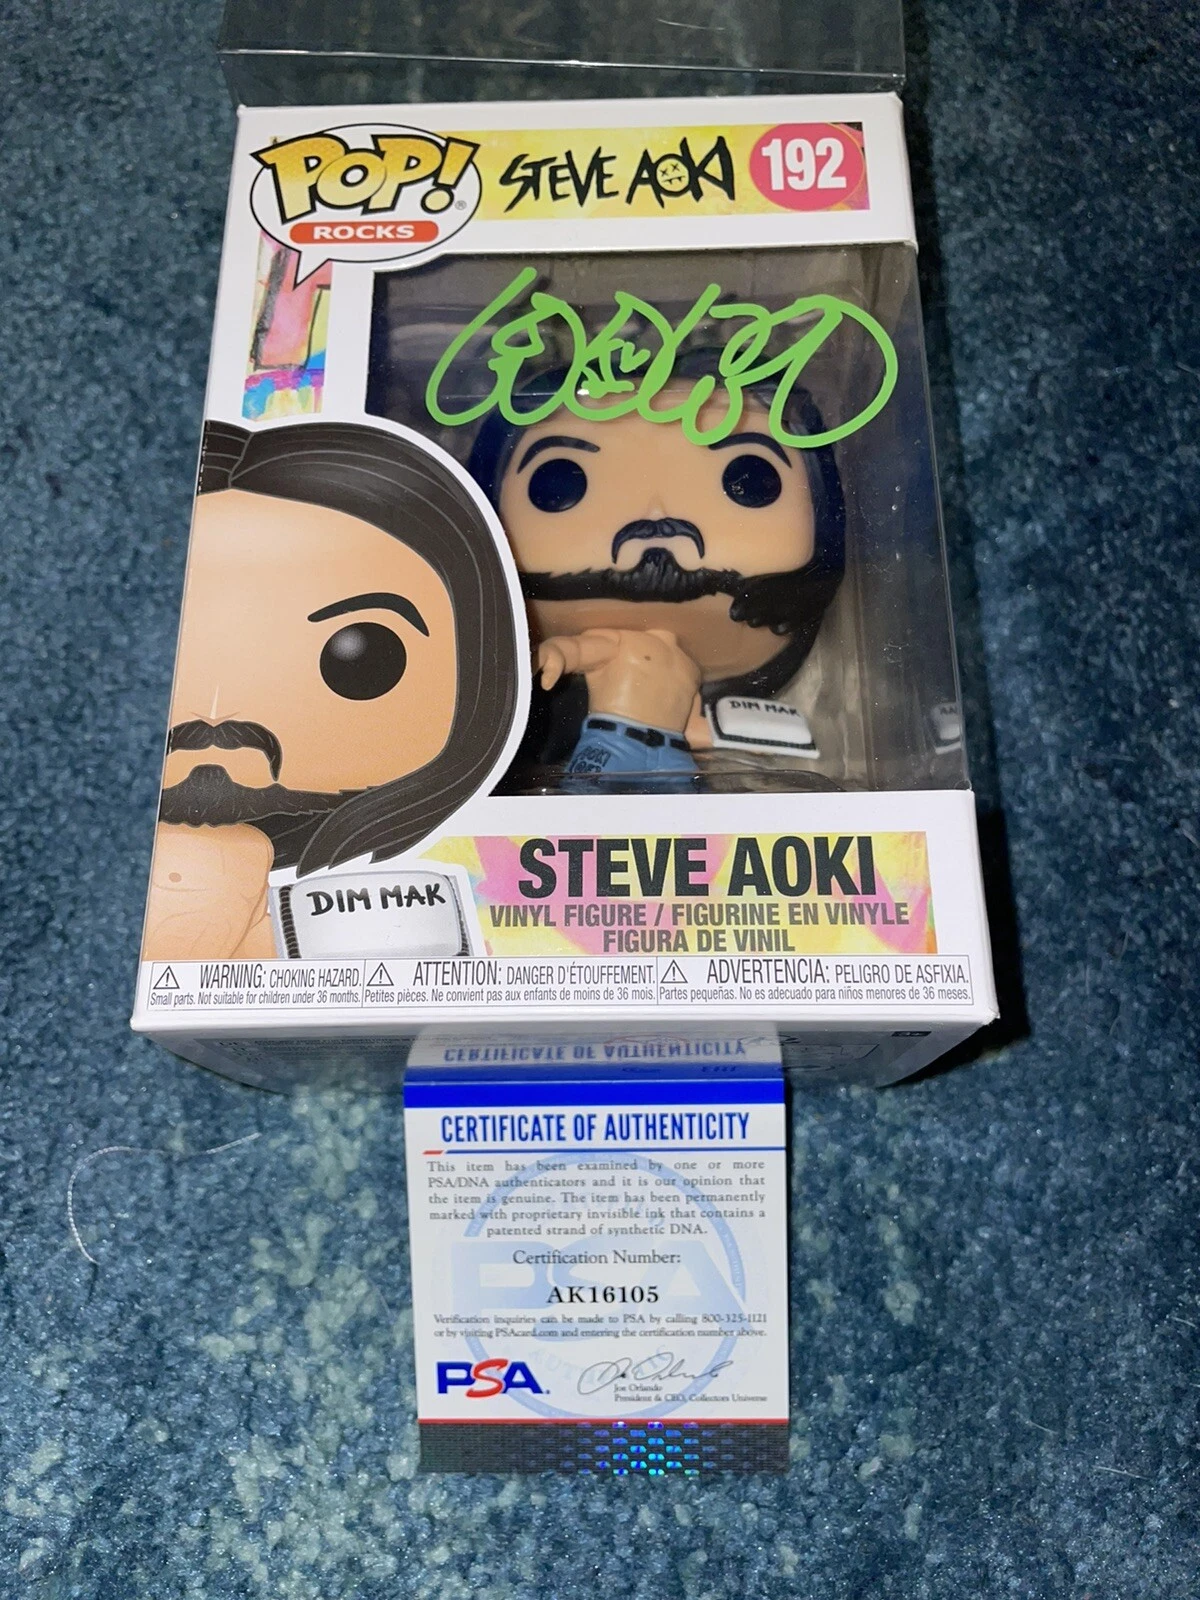 POP!
ROCKS
STEVE AOKI
192
DIM MAK
STEVE AOKI
VINYL FIGURE / FIGURINE EN VINYLE
FIGURA DE VINIL
DIM MAK
WARNING: CHOKING HAZARD.
Small parts. Not suitable for children under 36 months.
ATTENTION: DANGER D'ÉTOUFFEMENT.
Petites pièces. Ne convient pas aux enfants de moins de 36 mois.
ADVERTENCIA: PELIGRO DE ASFIXIA.
Partes pequeñas. No es adecuado para niños menores de 36 meses.
CERTIFICATE OF AUTHENTICITY
CERTIFICATE OF AUTHENTICITY
This item has been examined by one or more
PSA/DNA authenticators and it is our opinion that
the item is genuine. The item has been permanently
marked with proprietary invisible ink that contains a
patented strand of synthetic DNA.
Certification Number:
AK16105
Verification inquiries can be made to PSA by calling 800-325-1121
or by visiting PSAcard.com and entering the certification number above.
PSA
Joe Orlando
President & CEO, Collectors Universe